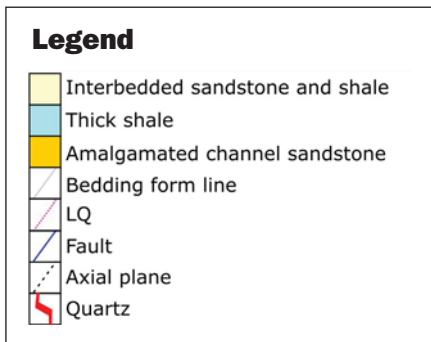 Legend
Interbedded sandstone and shale
Thick shale
Amalgamated channel sandstone
Bedding form line
LQ
Fault
Axial plane
Quartz